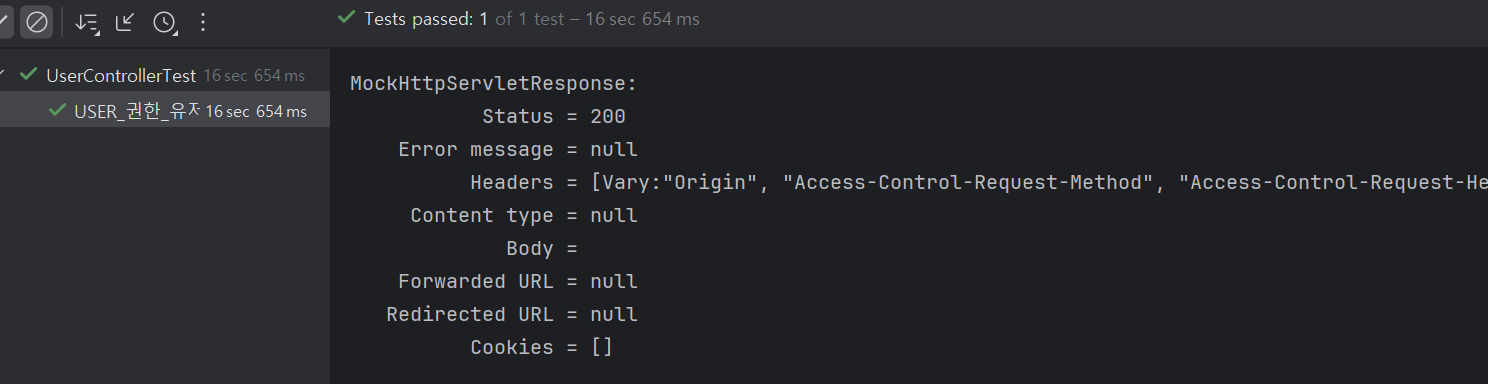 Tests passed: 1 of 1 test – 16 sec 654 ms
UserControllerTest 16 sec 654 ms
USER_권한_유저 16 sec 654 ms
MockHttpServletResponse:
Status = 200
Error message = null
Headers = [Vary:"Origin", "Access-Control-Request-Method", "Access-Control-Request-He
Content type = null
Body =
Forwarded URL = null
Redirected URL = null
Cookies = []